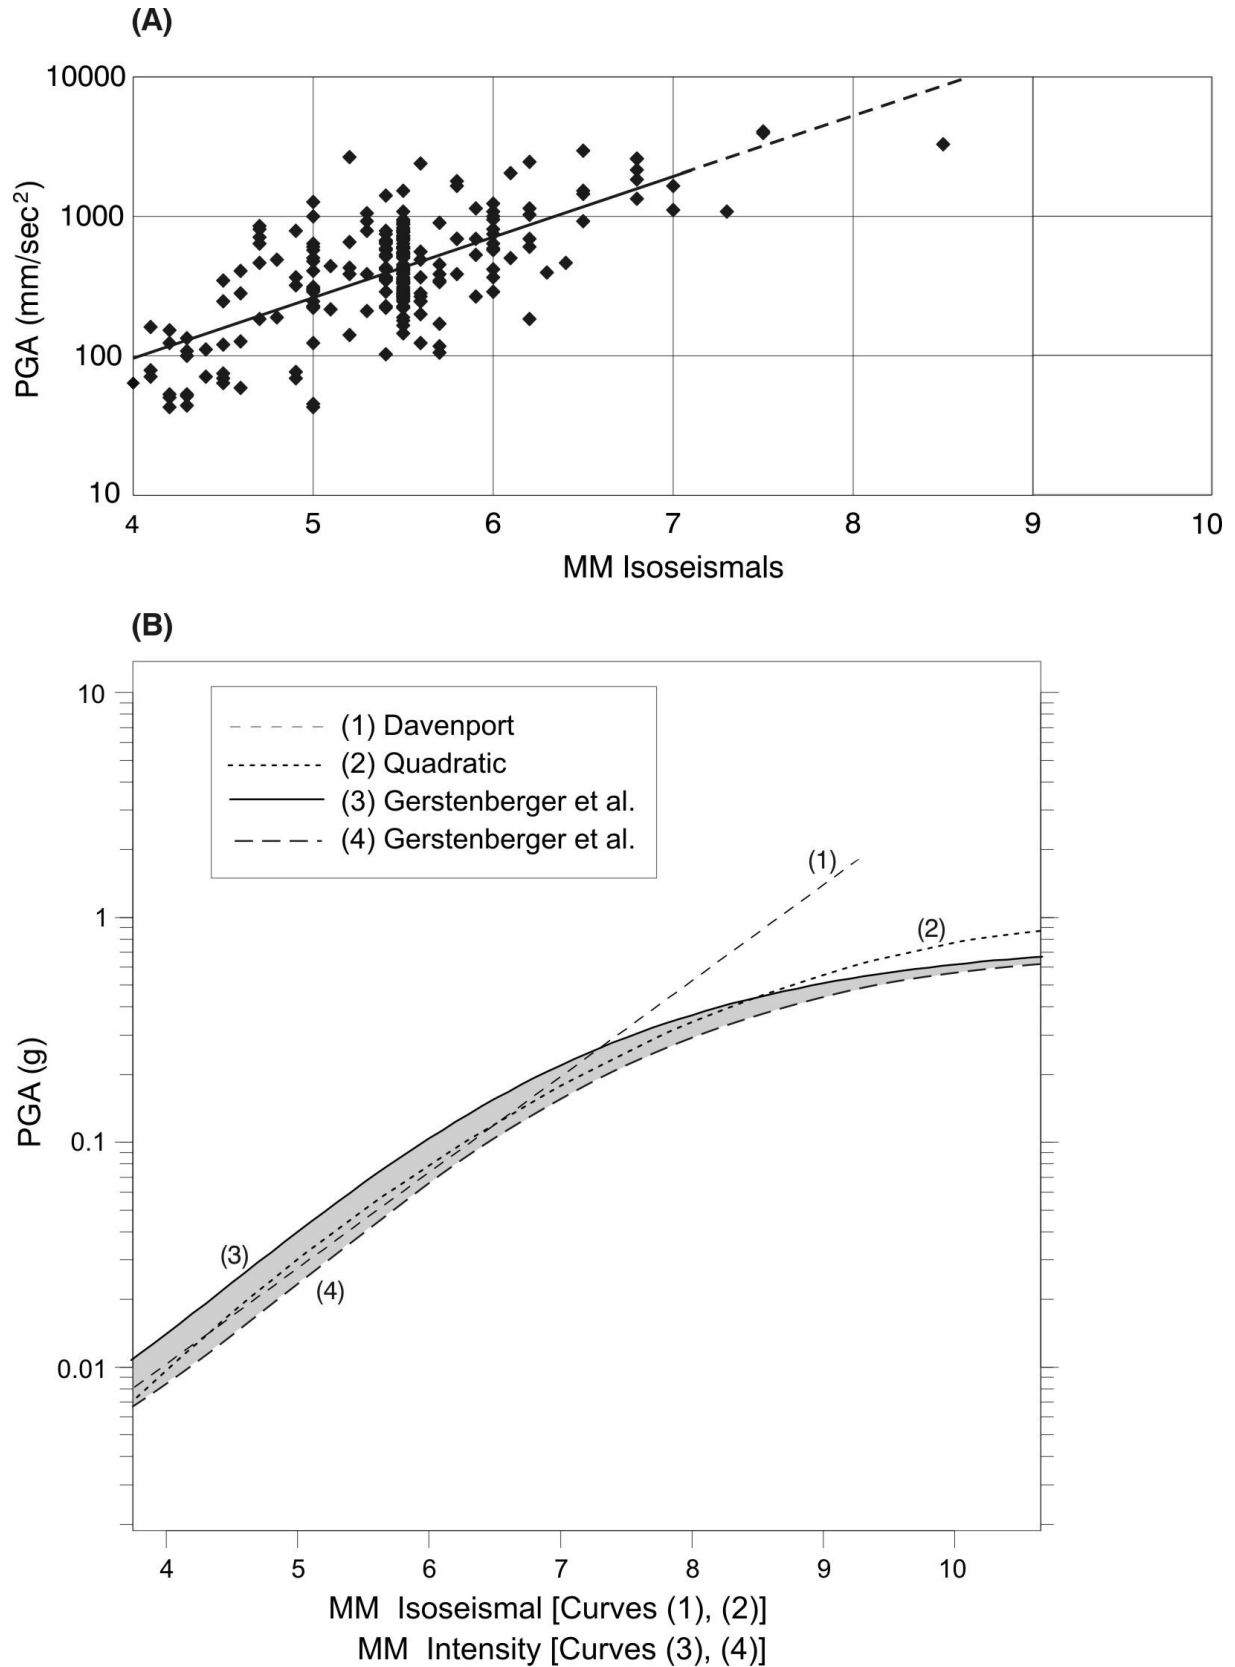 (A)
10000
1000
100
10
PGA (mm/sec²)
4 5 6 7 8 9 10
MM Isoseismals
(B)
10
1
0.1
0.01
PGA (g)
(1) Davenport
(2) Quadratic
(3) Gerstenberger et al.
(4) Gerstenberger et al.
(1)
(2)
(3)
(4)
4 5 6 7 8 9 10
MM Isoseismal [Curves (1), (2)]
MM Intensity [Curves (3), (4)]